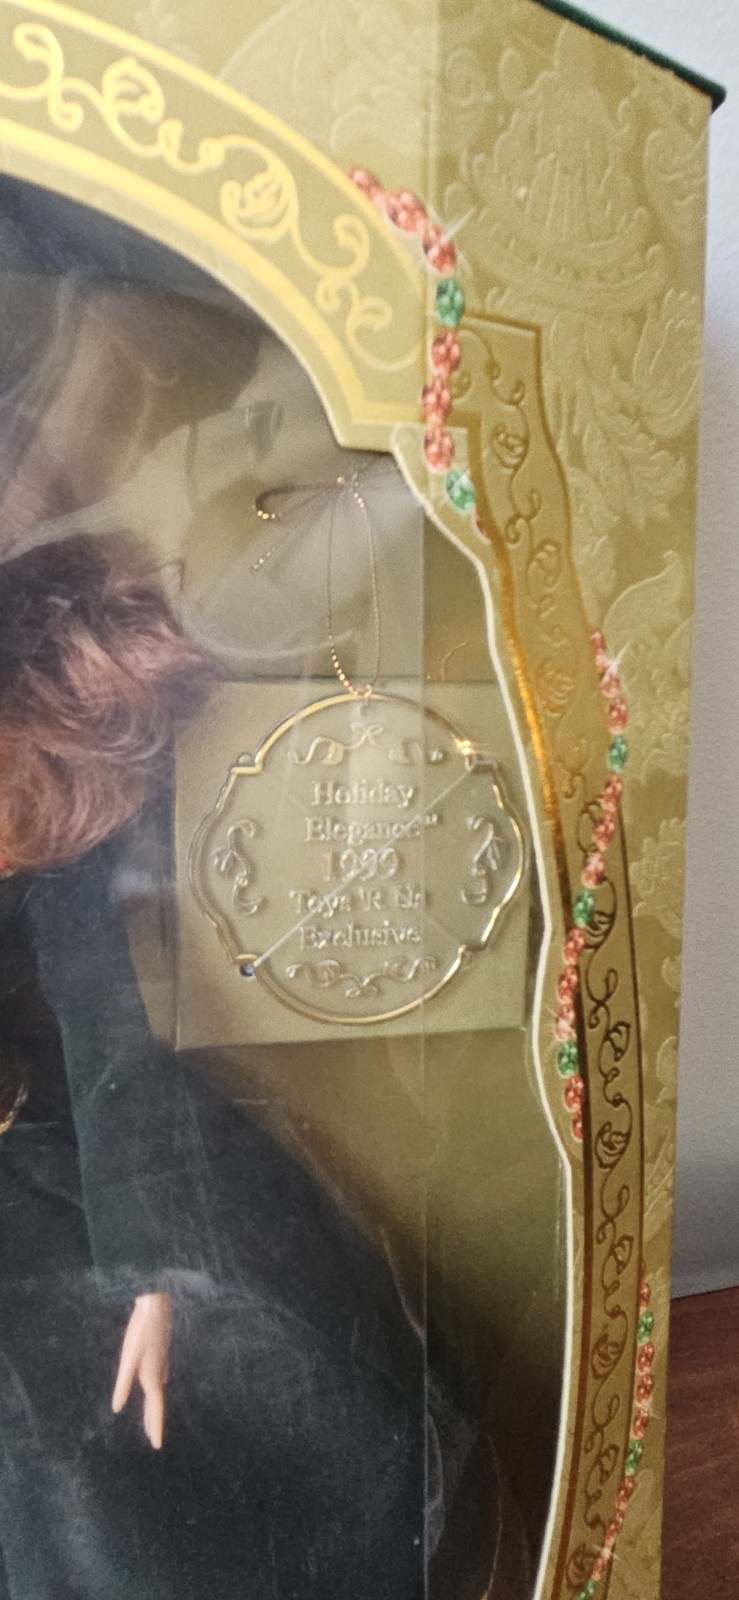 Holiday
Elegance™
1999
Toys 'R Us
Exclusive